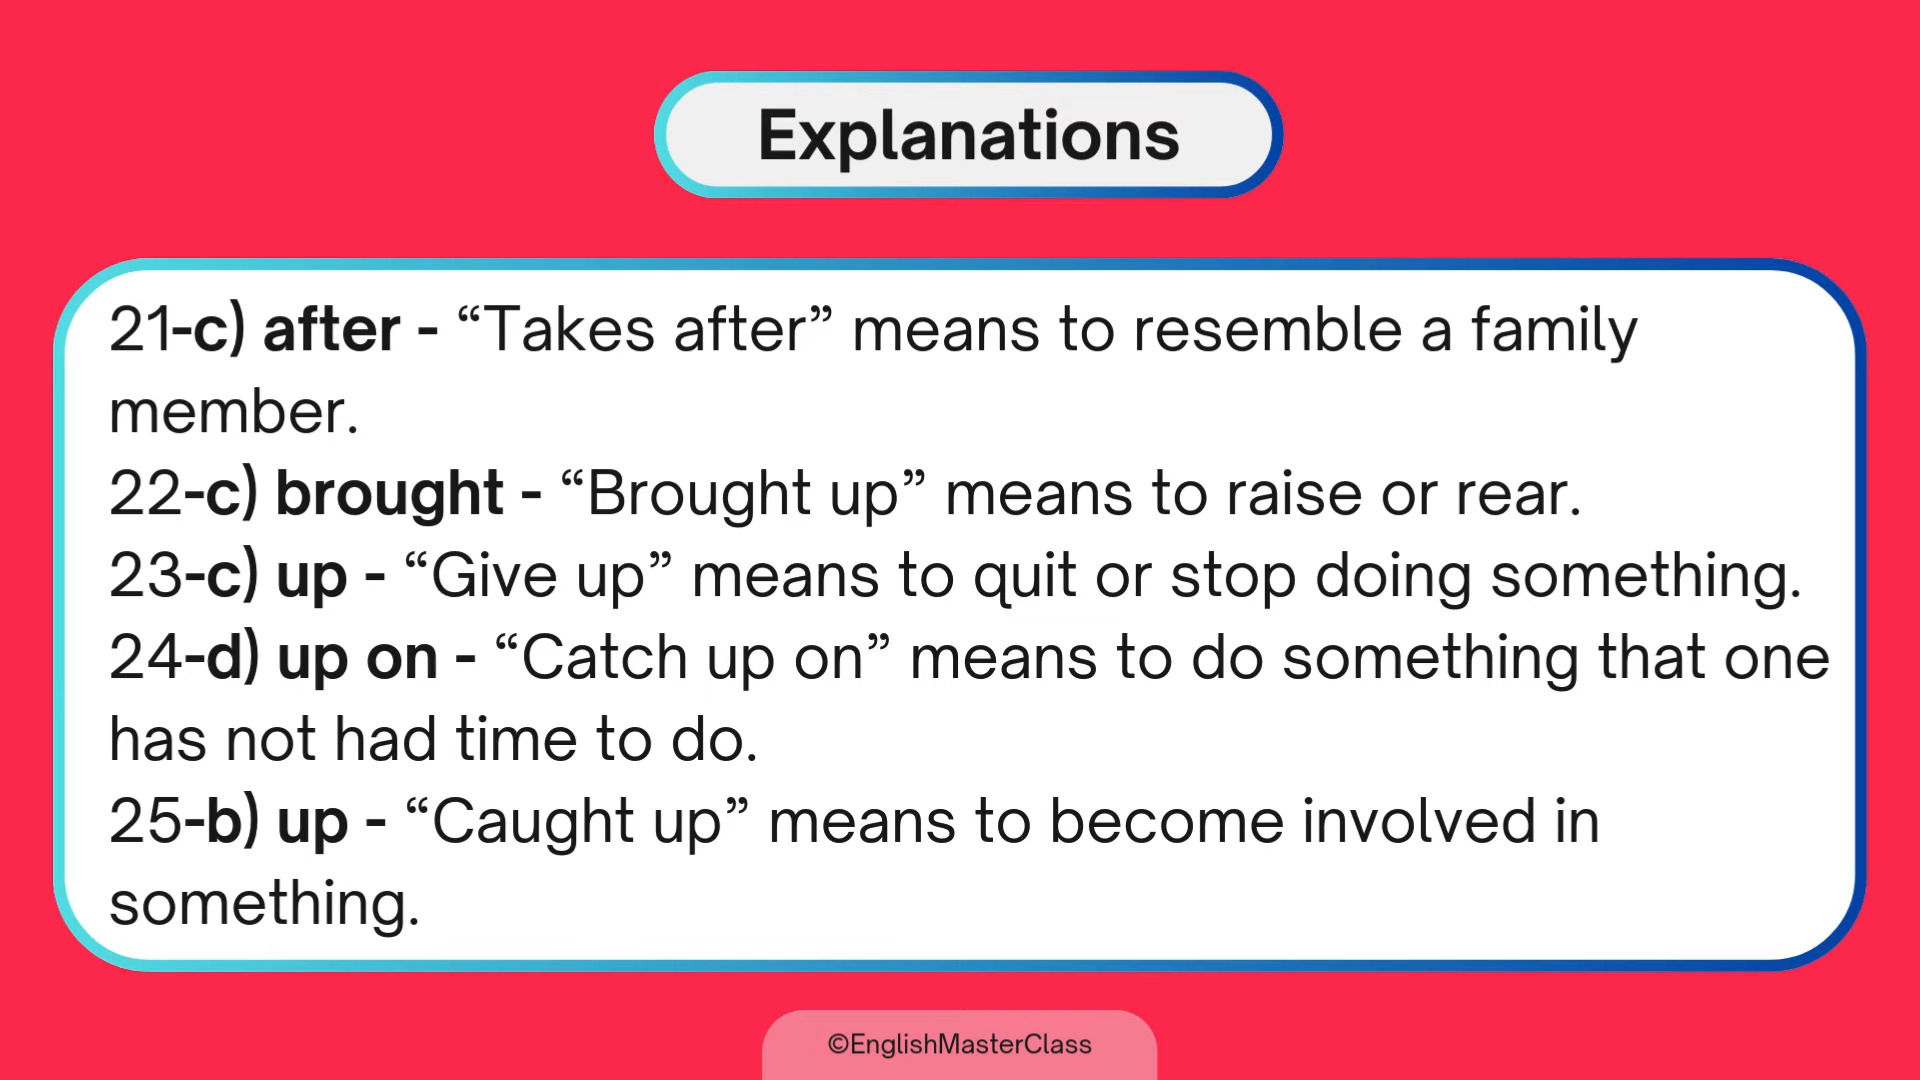 Explanations
21-c) after - “Takes after” means to resemble a family
member.
22-c) brought - “Brought up” means to raise or rear.
23-c) up - “Give up” means to quit or stop doing something.
24-d) up on - “Catch up on” means to do something that one
has not had time to do.
25-b) up - “Caught up” means to become involved in
something.
©EnglishMasterClass